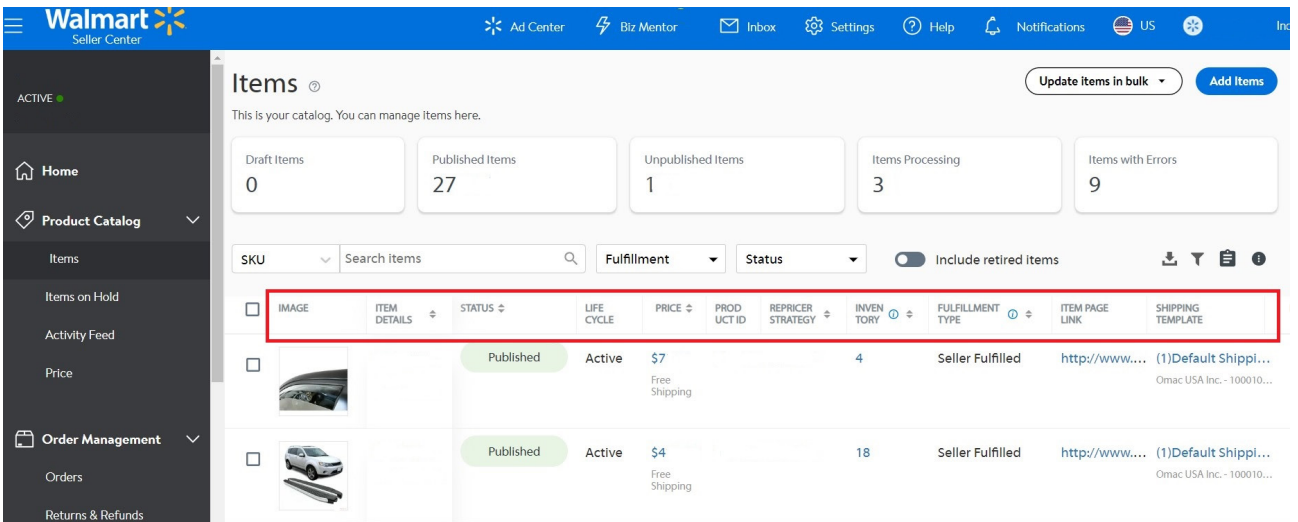 Walmart
Seller Center
Ad Center
Biz Mentor
Inbox
Settings
Help
Notifications
US
ACTIVE
Home
Product Catalog
Items
Items on Hold
Activity Feed
Price
Order Management
Orders
Returns & Refunds
Items
Update items in bulk
Add Items
This is your catalog. You can manage items here.
Draft Items
0
Published Items
27
Unpublished Items
1
Items Processing
3
Items with Errors
9
SKU
Search items
Fulfillment
Status
Include retired items
IMAGE
ITEM
DETAILS
STATUS
LIFE
CYCLE
PRICE
PROD
UCT ID
REPRICER
STRATEGY
INVEN
TORY
FULFILLMENT
TYPE
ITEM PAGE
LINK
SHIPPING
TEMPLATE
Published
Active
$7
Free
Shipping
4
Seller Fulfilled
http://www....
(1)Default Shippi...
Omac USA Inc. - 100010...
Published
Active
$4
Free
Shipping
18
Seller Fulfilled
http://www....
(1)Default Shippi...
Omac USA Inc. - 100010...